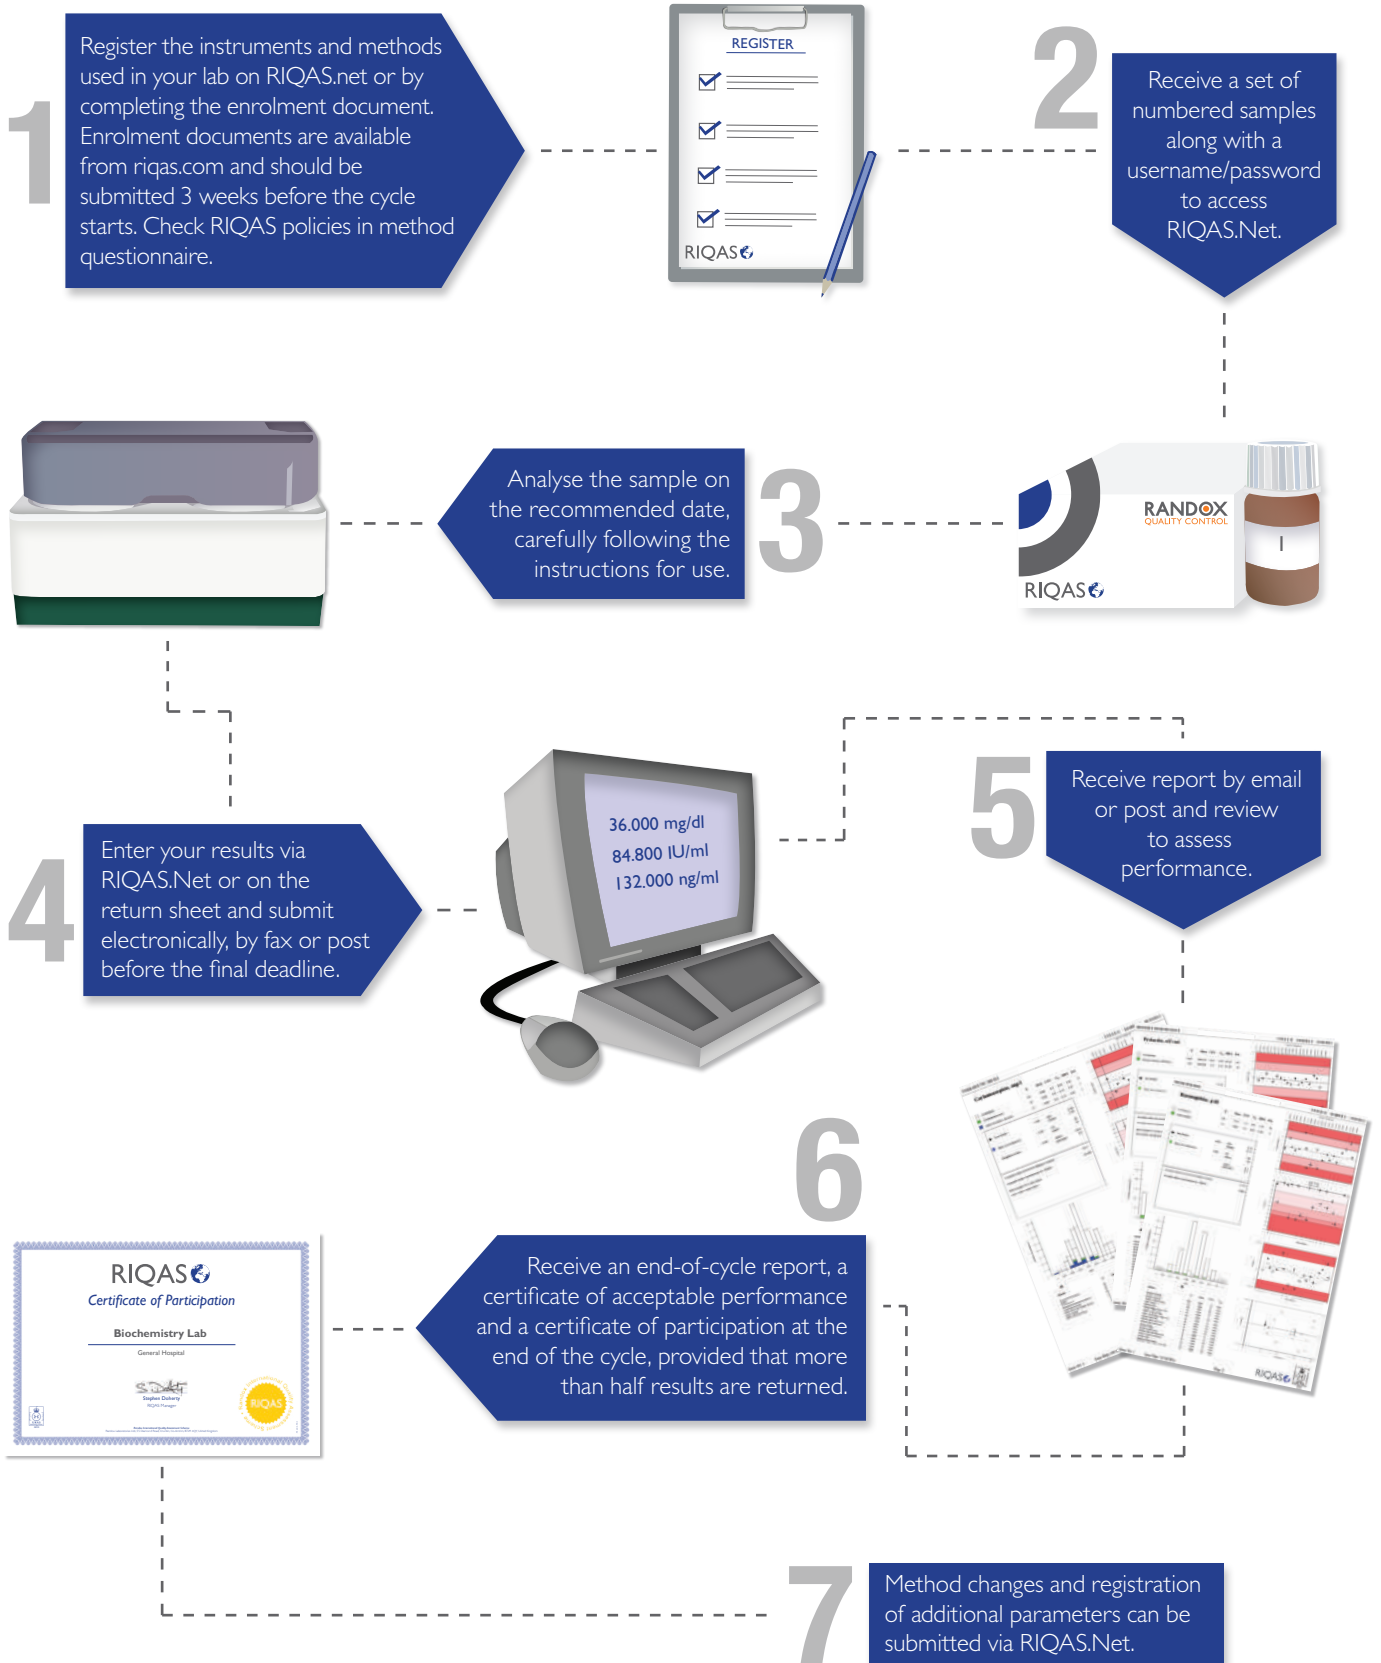 1
Register the instruments and methods
used in your lab on RIQAS.net or by
completing the enrolment document.
Enrolment documents are available
from riqas.com and should be
submitted 3 weeks before the cycle
starts. Check RIQAS policies in method
questionnaire.
REGISTER
RIQAS
2
Receive a set of
numbered samples
along with a
username/password
to access
RIQAS.Net.
3
Analyse the sample on
the recommended date,
carefully following the
instructions for use.
RANDOX
QUALITY CONTROL
RIQAS
1
4
Enter your results via
RIQAS.Net or on the
return sheet and submit
electronically, by fax or post
before the final deadline.
36.000 mg/dl
84.800 IU/ml
132.000 ng/ml
5
Receive report by email
or post and review
to assess
performance.
RIQAS
6
Receive an end-of-cycle report, a
certificate of acceptable performance
and a certificate of participation at the
end of the cycle, provided that more
than half results are returned.
RIQAS
Certificate of Participation
Biochemistry Lab
General Hospital
Stephen Doherty
RIQAS Manager
RIQAS
7
Method changes and registration
of additional parameters can be
submitted via RIQAS.Net.